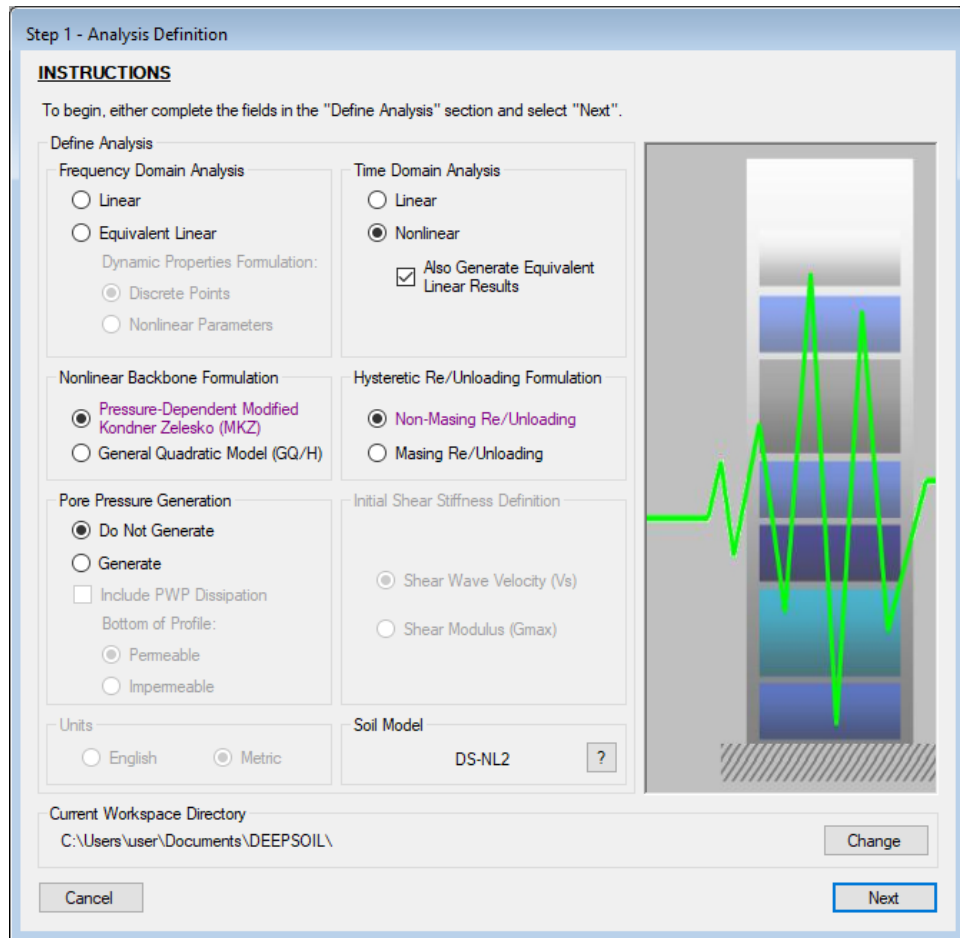 Step 1 - Analysis Definition
INSTRUCTIONS
To begin, either complete the fields in the "Define Analysis" section and select "Next".
Define Analysis
Frequency Domain Analysis
Linear
Equivalent Linear
Dynamic Properties Formulation:
Discrete Points
Nonlinear Parameters
Time Domain Analysis
Linear
Nonlinear
Also Generate Equivalent
Linear Results
Nonlinear Backbone Formulation
Pressure-Dependent Modified
Kondner Zelesko (MKZ)
General Quadratic Model (GQ/H)
Hysteretic Re/Unloading Formulation
Non-Masing Re/Unloading
Masing Re/Unloading
Pore Pressure Generation
Do Not Generate
Generate
Include PWP Dissipation
Bottom of Profile:
Permeable
Impermeable
Initial Shear Stiffness Definition
Shear Wave Velocity (Vs)
Shear Modulus (Gmax)
Units
English
Metric
Soil Model
DS-NL2
?
Current Workspace Directory
C:\Users\user\Documents\DEEPSOIL\
Change
Cancel
Next